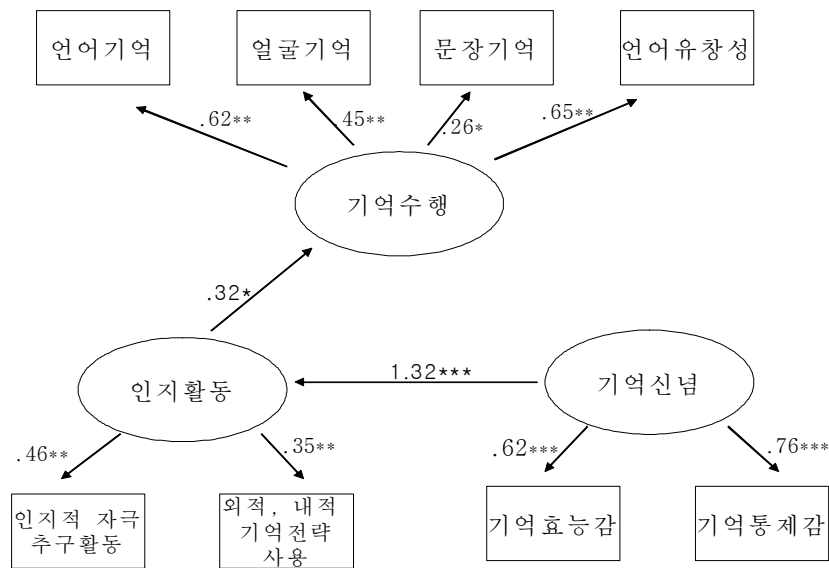 언어기억
얼굴기억
문장기억
언어유창성
.62**
.45**
.26*
.65**
기억수행
.32*
인지활동
1.32***
기억신념
.46**
.35**
.62***
.76***
인지적 자극
추구활동
외적, 내적
기억전략
사용
기억효능감
기억통제감